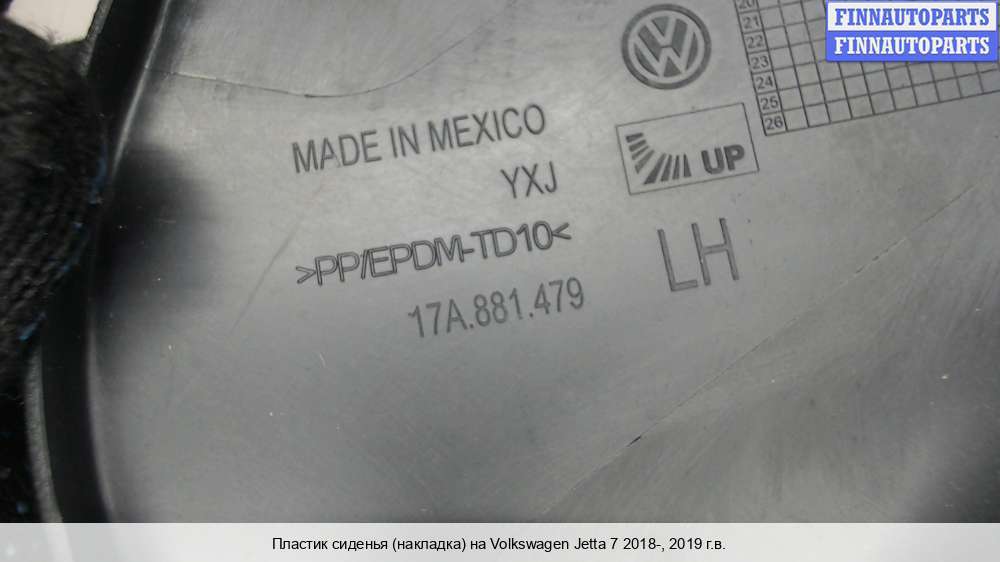 FINNAUTOPARTS
FINNAUTOPARTS
20
21
22
23
24
25
26
MADE IN MEXICO
YXJ
UP
>PP/EPDM-TD10<
LH
17A.881.479
Пластик сиденья (накладка) на Volkswagen Jetta 7 2018-, 2019 г.в.